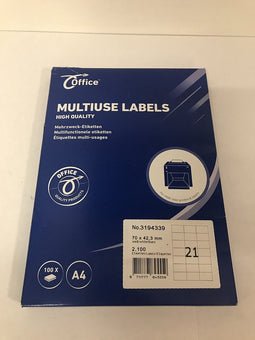 Office
MULTIUSE LABELS
HIGH QUALITY
Mehrzweck-Etiketten
Multifunctionele etiketten
Étiquettes multi-usages
OFFICE
QUALITY PRODUCTS
No.3194339
70 x 42,3 mm
2.100
21
100 X
A4